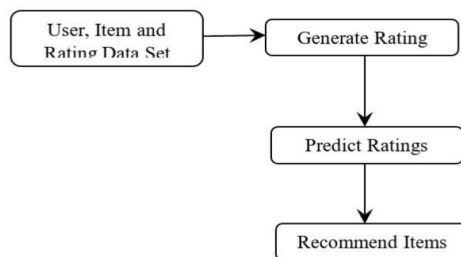 User, Item and
Rating Data Set
Generate Rating
Predict Ratings
Recommend Items